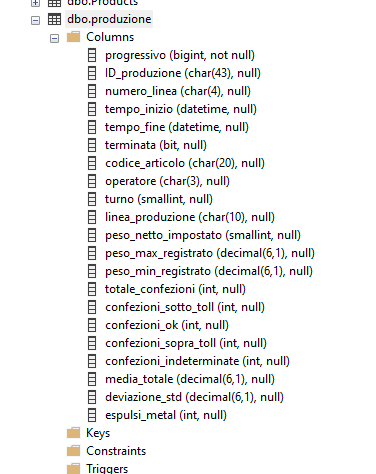 dbo.Products
dbo.produzione
Columns
progressivo (bigint, not null)
ID_produzione (char(43), null)
numero_linea (char(4), null)
tempo_inizio (datetime, null)
tempo_fine (datetime, null)
terminata (bit, null)
codice_articolo (char(20), null)
operatore (char(3), null)
turno (smallint, null)
linea_produzione (char(10), null)
peso_netto_impostato (smallint, null)
peso_max_registrato (decimal(6,1), null)
peso_min_registrato (decimal(6,1), null)
totale_confezioni (int, null)
confezioni_sotto_toll (int, null)
confezioni_ok (int, null)
confezioni_sopra_toll (int, null)
confezioni_indeterminate (int, null)
media_totale (decimal(6,1), null)
deviazione_std (decimal(6,1), null)
espulsi_metal (int, null)
Keys
Constraints
Triggers